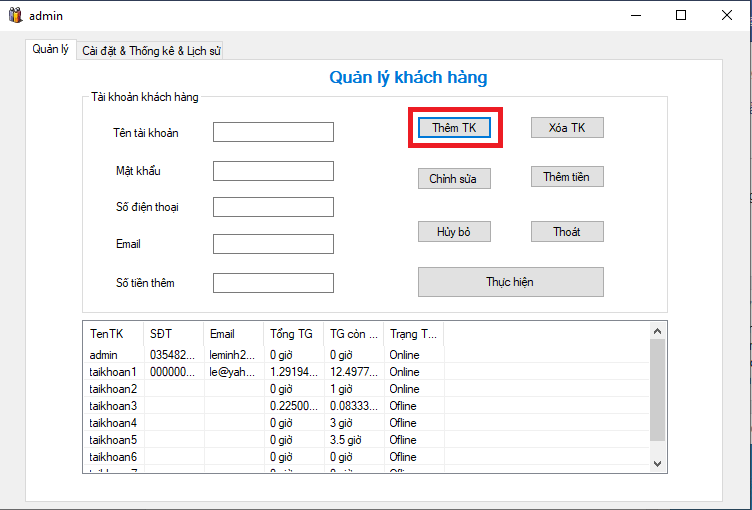 admin
Quản lý Cài đặt & Thống kê & Lịch sử
Quản lý khách hàng
Tài khoản khách hàng
Tên tài khoản Thêm TK Xóa TK
Mật khẩu Chỉnh sửa Thêm tiền
Số điện thoại
Email Hủy bỏ Thoát
Số tiền thêm Thực hiện
TenTK SĐT Email Tổng TG TG còn ... Trạng T...
admin 035482... leminh2... 0 giờ 0 giờ Online
taikhoan1 000000... le@yah... 1.29194... 12.4977... Online
taikhoan2 0 giờ 1 giờ Online
taikhoan3 0.22500... 0.08333... Ofline
taikhoan4 0 giờ 3 giờ Ofline
taikhoan5 0 giờ 3.5 giờ Ofline
taikhoan6 0 giờ 0 giờ Ofline